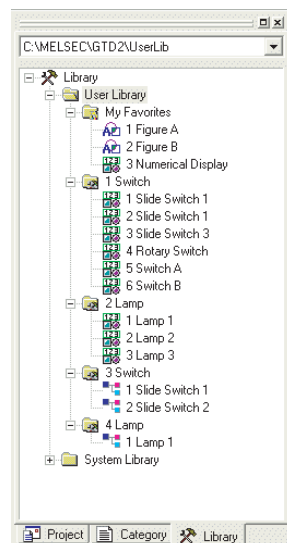 C:\MELSEC\GTD2\UserLib
Library
User Library
My Favorites
1 Figure A
2 Figure B
3 Numerical Display
1 Switch
1 Slide Switch 1
2 Slide Switch 1
3 Slide Switch 3
4 Rotary Switch
5 Switch A
6 Switch B
2 Lamp
1 Lamp 1
2 Lamp 2
3 Lamp 3
3 Switch
1 Slide Switch 1
2 Slide Switch 2
4 Lamp
1 Lamp 1
System Library
Project Category Library